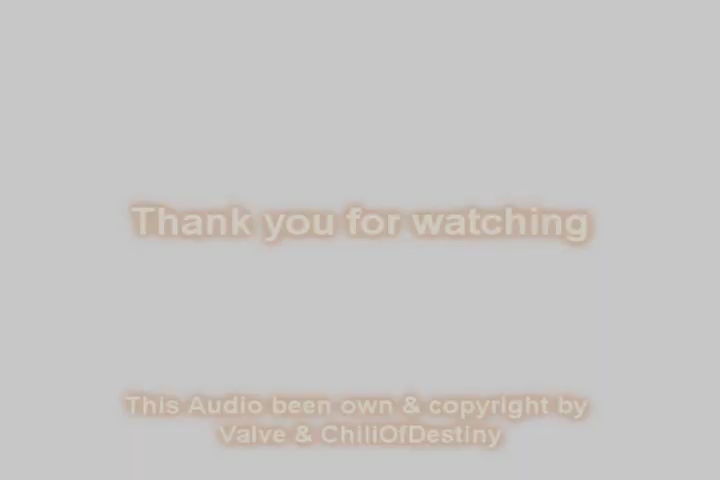 Thank you for watching
This Audio been own & copyright by
Valve & ChiliOfDestiny